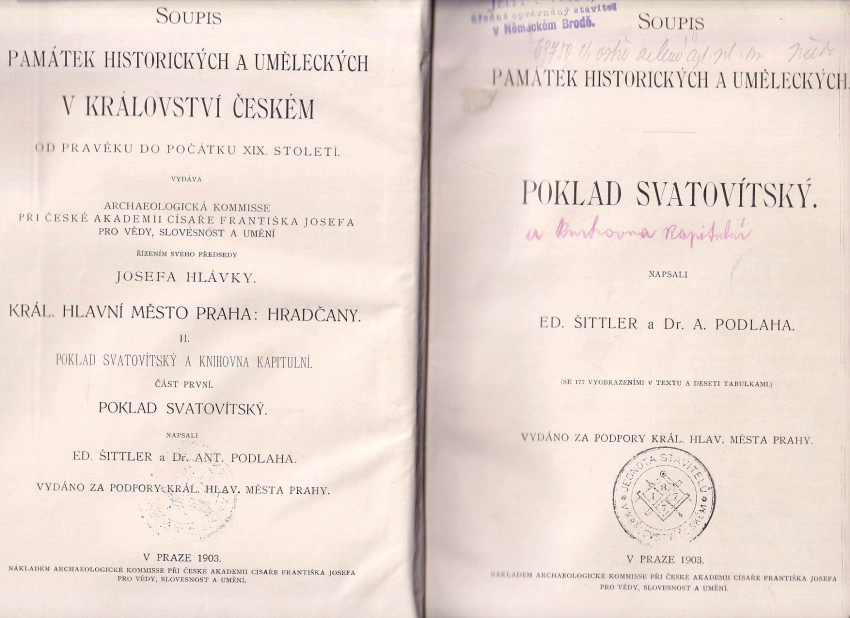 SOUPIS
PAMÁTEK HISTORICKÝCH A UMĚLECKÝCH
V KRÁLOVSTVÍ ČESKÉM
OD PRAVĚKU DO POČÁTKU XIX. STOLETÍ.
VYDÁVA
ARCHAEOLOGICKÁ KOMMISSE
PŘI ČESKÉ AKADEMII CÍSAŘE FRANTIŠKA JOSEFA
PRO VĚDY, SLOVESNOST A UMĚNÍ
ŘÍZENÍM SVÉHO PŘEDSEDY
JOSEFA HLÁVKY.
KRÁL. HLAVNÍ MĚSTO PRAHA: HRADČANY.
II.
POKLAD SVATOVÍTSKÝ A KNIHOVNA KAPITULNÍ.
ČÁST PRVNÍ.
POKLAD SVATOVÍTSKÝ.
NAPSALI
ED. ŠITTLER a Dr. ANT. PODLAHA.
VYDÁNO ZA PODPORY KRÁL. HLAV. MĚSTA PRAHY.
V PRAZE 1903.
NAKLADEM ARCHAEOLOGICKÉ KOMMISSE PŘI ČESKÉ AKADEMII CÍSAŘE FRANTIŠKA JOSEFA
PRO VĚDY, SLOVESNOST A UMĚNÍ.
úředně oprávněný stavitel
v Německém Brodě.
SOUPIS
PAMÁTEK HISTORICKÝCH A UMĚLECKÝCH.
POKLAD SVATOVÍTSKÝ.
a Knihovna Kapitulní
NAPSALI
ED. ŠITTLER a Dr. A. PODLAHA.
(SE 177 VYOBRAZENÍMI V TEXTU A DESETI TABULKAMI.)
VYDÁNO ZA PODPORY KRÁL. HLAV. MĚSTA PRAHY.
JEDNOTA STAVITELŮ
V PRAZE 1903.
NAKLADEM ARCHAEOLOGICKÉ KOMMISSE PŘI ČESKÉ AKADEMII CÍSAŘE FRANTIŠKA JOSEFA
PRO VĚDY, SLOVESNOST A UMĚNÍ.